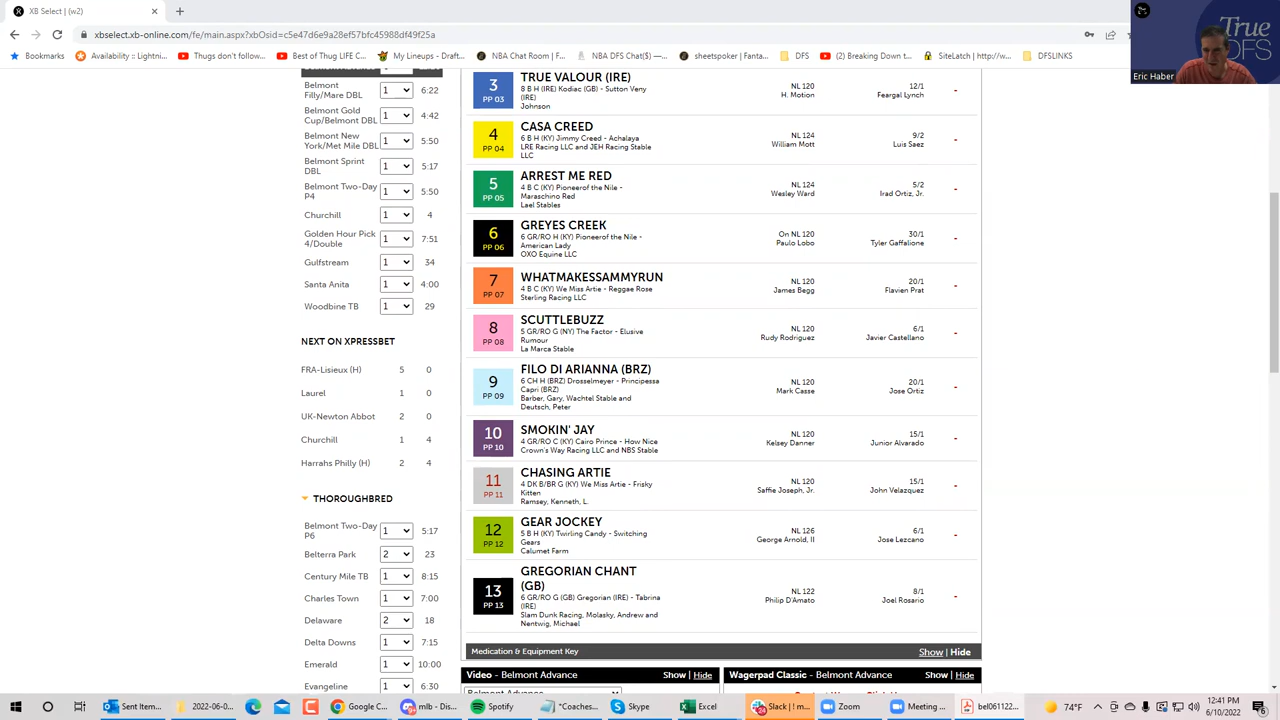 XB Select | (w2)
xbselect.xb-online.com/fe/main.aspx?xbOsid=c5e47d6e9a28ef57bfc45988df49f25a
Bookmarks
Availability :: Lightni...
Thugs don't follow...
Best of Thug LIFE C...
My Lineups - Draft...
NBA Chat Room | F...
NBA DFS Chat($) —...
sheetspoker | Fanta...
DFS
(2) Breaking Down t...
SiteLatch | http://w...
DFSLINKS
True
DFS
Eric Haber
Belmont Filly/Mare DBL 1 6:22
Belmont Gold Cup/Belmont DBL 1 4:42
Belmont New York/Met Mile DBL 1 5:50
Belmont Sprint DBL 1 5:17
Belmont Two-Day P4 1 5:50
Churchill 1 4
Golden Hour Pick 4/Double 1 7:51
Gulfstream 1 34
Santa Anita 1 4:00
Woodbine TB 1 29
NEXT ON XPRESSBET
FRA-Lisieux (H) 5 0
Laurel 1 0
UK-Newton Abbot 2 0
Churchill 1 4
Harrahs Philly (H) 2 4
THOROUGHBRED
Belmont Two-Day P6 1 5:17
Belterra Park 2 23
Century Mile TB 1 8:15
Charles Town 1 7:00
Delaware 2 18
Delta Downs 1 7:15
Emerald 1 10:00
Evangeline 1 6:30
3 PP 03
TRUE VALOUR (IRE)
8 B H (IRE) Kodiac (GB) - Sutton Veny
(IRE)
Johnson
NL 120
H. Motion
12/1
Feargal Lynch
-
4 PP 04
CASA CREED
6 B H (KY) Jimmy Creed - Achalaya
LRE Racing LLC and JEH Racing Stable
LLC
NL 124
William Mott
9/2
Luis Saez
-
5 PP 05
ARREST ME RED
4 B C (KY) Pioneerof the Nile -
Maraschino Red
Lael Stables
NL 124
Wesley Ward
5/2
Irad Ortiz, Jr.
-
6 PP 06
GREYES CREEK
6 GR/RO H (KY) Pioneerof the Nile -
American Lady
OXO Equine LLC
On NL 120
Paulo Lobo
30/1
Tyler Gaffalione
-
7 PP 07
WHATMAKESSAMMYRUN
4 B C (KY) We Miss Artie - Reggae Rose
Sterling Racing LLC
NL 120
James Begg
20/1
Flavien Prat
-
8 PP 08
SCUTTLEBUZZ
5 GR/RO G (NY) The Factor - Elusive
Rumour
La Marca Stable
NL 120
Rudy Rodriguez
6/1
Javier Castellano
-
9 PP 09
FILO DI ARIANNA (BRZ)
6 CH H (BRZ) Drosselmeyer - Principessa
Capri (BRZ)
Barber, Gary, Wachtel Stable and
Deutsch, Peter
NL 120
Mark Casse
20/1
Jose Ortiz
-
10 PP 10
SMOKIN' JAY
4 GR/RO C (KY) Cairo Prince - How Nice
Crown's Way Racing LLC and NBS Stable
NL 120
Kelsey Danner
15/1
Junior Alvarado
-
11 PP 11
CHASING ARTIE
4 DK B/BR G (KY) We Miss Artie - Frisky
Kitten
Ramsey, Kenneth, L.
NL 120
Saffie Joseph, Jr.
15/1
John Velazquez
-
12 PP 12
GEAR JOCKEY
5 B H (KY) Twirling Candy - Switching
Gears
Calumet Farm
NL 126
George Arnold, II
6/1
Jose Lezcano
-
13 PP 13
GREGORIAN CHANT
(GB)
6 GR/RO G (GB) Gregorian (IRE) - Tabrina
(IRE)
Slam Dunk Racing, Molasky, Andrew and
Nentwig, Michael
NL 122
Philip D'Amato
8/1
Joel Rosario
-
Medication & Equipment Key Show | Hide
Video - Belmont Advance Show | Hide
Wagerpad Classic - Belmont Advance Show | Hide
Sent Items...
2022-06-0...
Google C...
mlb - Dis...
Spotify
*Coaches...
Skype
Excel
Slack | ! m...
Zoom
Meeting ...
bel061122...
74°F
12:41 PM
6/10/2022